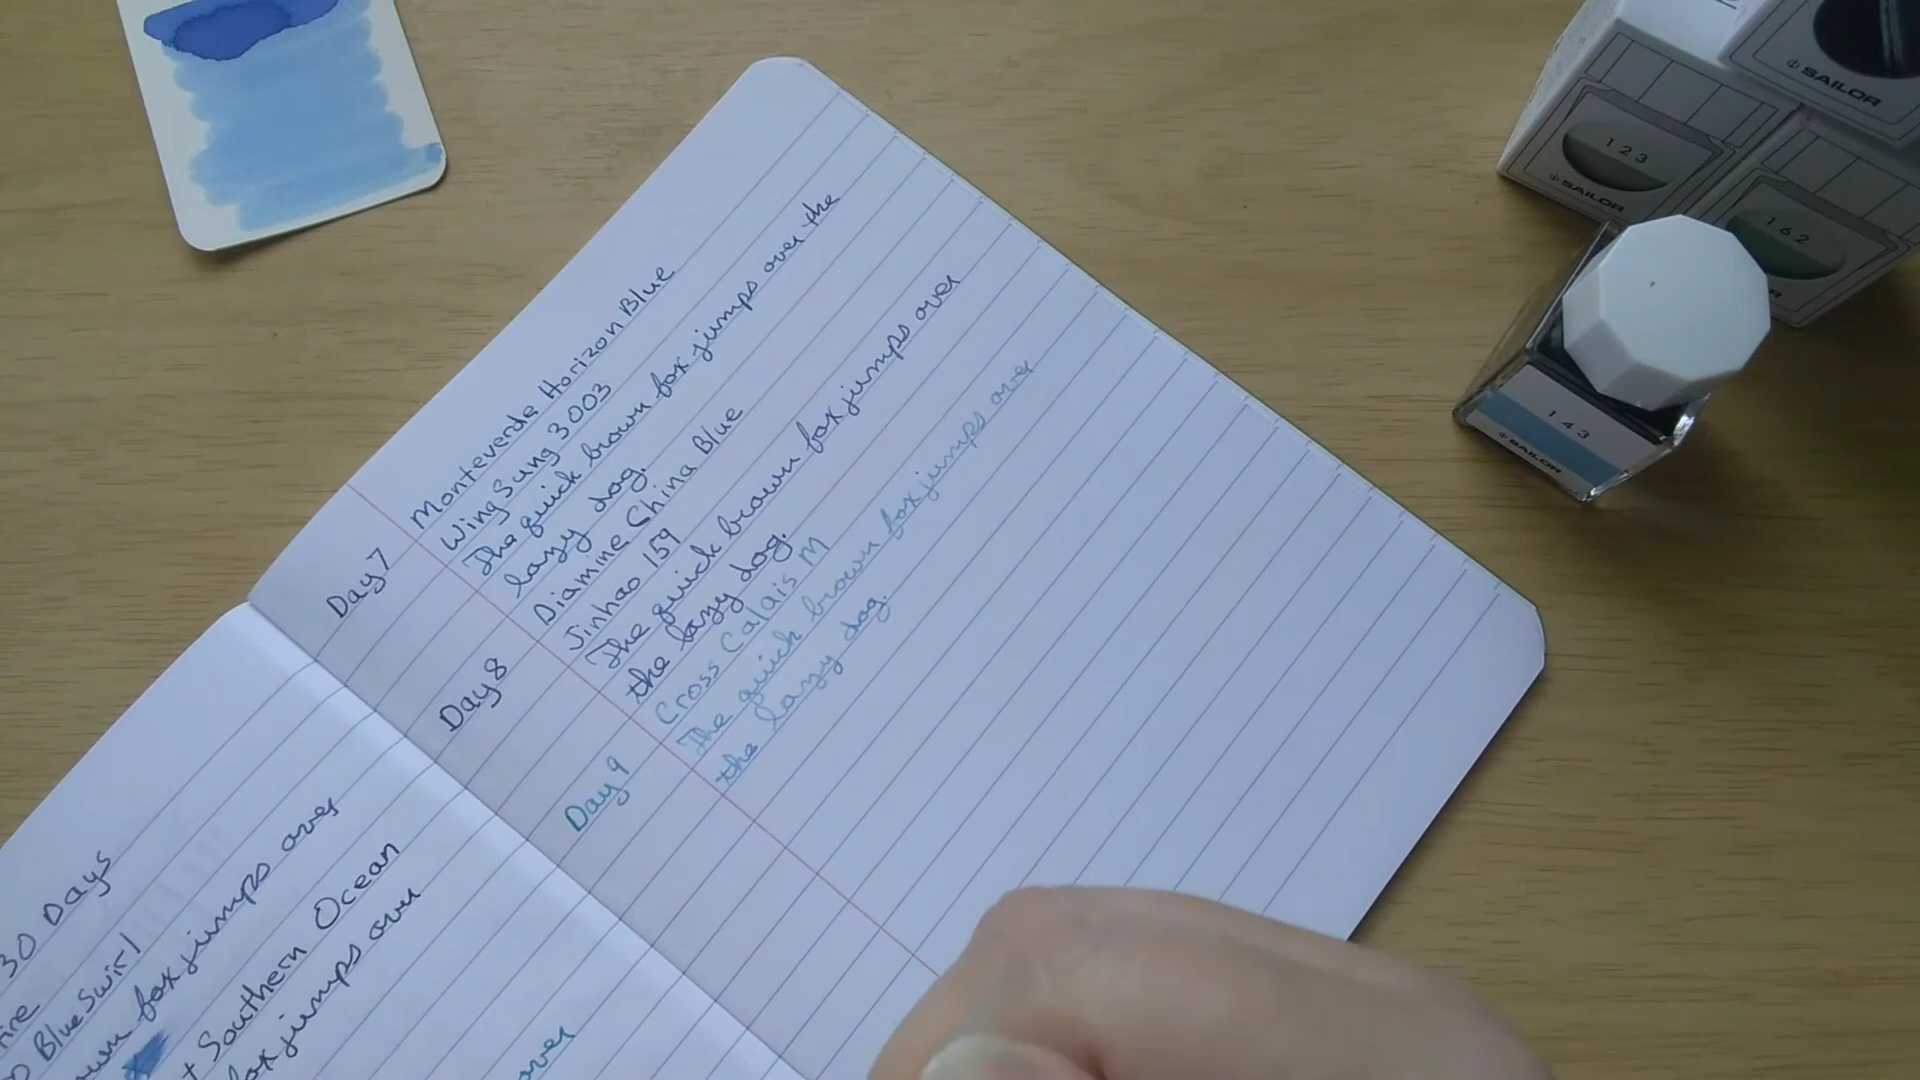 Day 7
Monteverde Horizon Blue
Wing Sung 3003
The quick brown fox jumps over the
lazy dog.
Day 8
Diamine China Blue
Jinhao 159
The quick brown fox jumps over
the lazy dog.
Day 9
Cross Calais M
The quick brown fox jumps over
the lazy dog.
30 Days
Blue Swirl
fox jumps over
Southern Ocean
jumps over
over
SAILOR
123
SAILOR
162
143
SAILOR